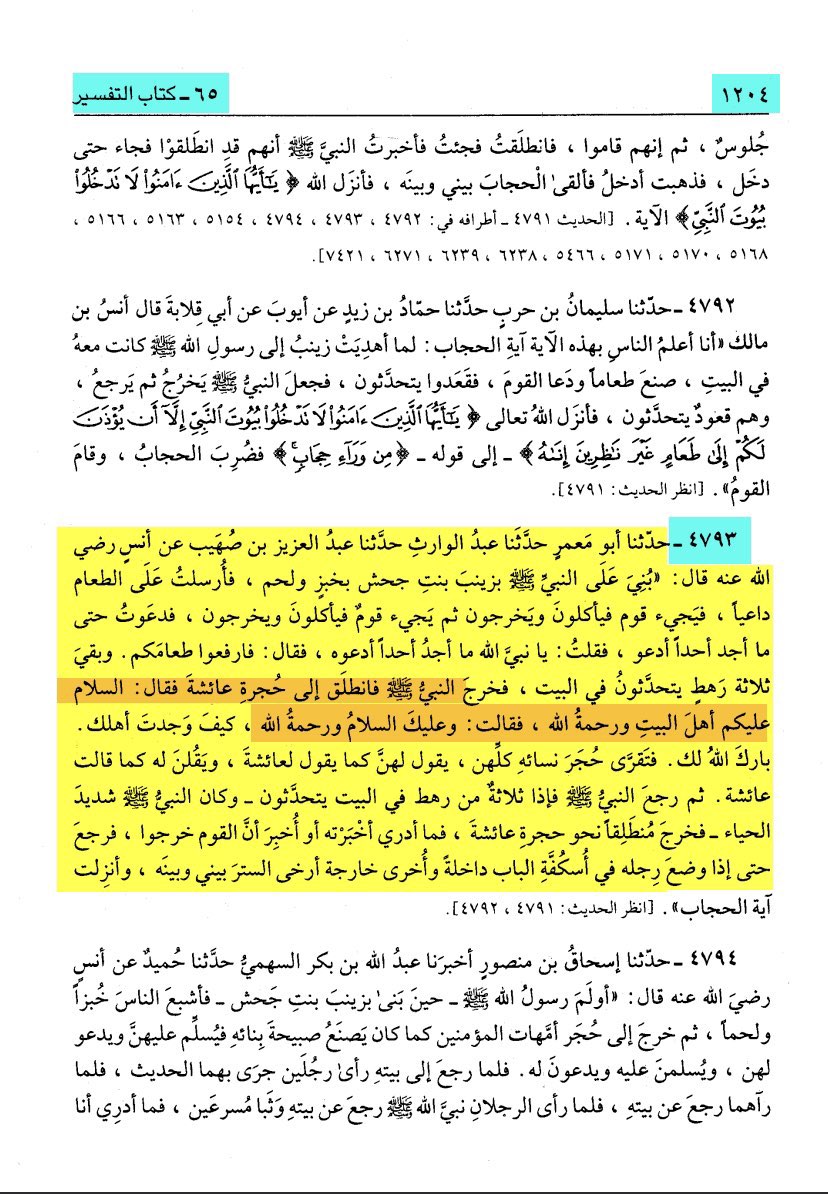 ١٢٠٤
٦٥ ـ كتاب التفسير
جُلوسٌ ، ثم إنهم قاموا ، فانطلَقتُ فجئتُ فأخبرتُ النبيَّ ﷺ أنهم قدِ انطلَقوْا فجاء حتى
دخَل ، فذهبت أدخلُ فألقىٰ الْحجابَ بيني وبينَه ، فأنزَل الله ﴿ يَـٰٓأَيُّهَا ٱلَّذِينَ ءَامَنُوا۟ لَا تَدْخُلُوا۟
بُيُوتَ ٱلنَّبِيِّ ﴾ الآية . [الحديث ٤٧٩١ ـ أطرافه في: ٤٧٩٢ ، ٤٧٩٣ ، ٤٧٩٤ ، ٥١٥٤ ، ٥١٦٣ ، ٥١٦٦ ،
٥١٦٨ ، ٥١٧٠ ، ٥١٧١ ، ٥٤٦٦ ، ٦٢٣٨ ، ٦٢٣٩ ، ٦٢٧١ ، ٧٤٢١].
٤٧٩٢ ـ حدّثنا سليمانُ بن حربٍ حدَّثنا حمّادُ بن زيدٍ عن أيوبَ عن أبي قِلابةَ قال أنسُ بن
مالك «أنا أعلمُ الناسِ بهذه الآية آيةِ الحجاب: لما أهدِيَتْ زينبُ إلى رسولِ الله ﷺ كانت معهُ
في البيتِ ، صنعَ طعاماً ودَعا القومَ ، فقَعَدوا يتحدَّثون ، فجعلَ النبيُّ ﷺ يَخرُجُ ثم يَرجعُ ،
وهم قعودٌ يتحدَّثون ، فأنزَل اللهُ تعالى ﴿ يَـٰٓأَيُّهَا ٱلَّذِينَ ءَامَنُوا۟ لَا تَدْخُلُوا۟ بُيُوتَ ٱلنَّبِيِّ إِلَّآ أَن يُؤْذَنَ
لَكُمْ إِلَىٰ طَعَامٍ غَيْرَ نَـٰظِرِينَ إِنَىٰهُ ﴾ ـ إلى قوله ـ ﴿ مِن وَرَآءِ حِجَابٍ ﴾ فضُرِبَ الحجابُ ، وقامَ
القومُ» . [انظر الحديث: ٤٧٩١].
٤٧٩٣ ـ حدّثنا أبو مَعمرٍ حدَّثَنا عبدُ الوارثِ حدَّثنا عبدُ العزيز بن صُهَيب عن أنسٍ رضي
الله عنه قال: «بُنِيَ عَلَى النبيِّ ﷺ بزينبَ بنتِ جحش بخبزٍ ولحم ، فأُرسلتُ عَلَى الطعام
داعياً ، فيَجيء قوم فيأكلونَ ويَخرجون ثم يَجيء قومٌ فيأكلونَ ويخرجون ، فدعَوتُ حتى
ما أجد أحداً أدعو ، فقلتُ: يا نبيَّ الله ما أجدُ أحداً أدعوه ، فقال: فارفعوا طعامَكم. وبقيَ
ثلاثة رَهطٍ يتحدَّثونُ في البيت ، فخرجَ النبيُّ ﷺ فانطلَق إلى حُجرةِ عائشةَ فقال: السلام
عليكم أهلَ البيتِ ورحمةُ الله ، فقالت: وعليكَ السلامُ ورحمةُ الله ، كيفَ وَجدتَ أهلك.
بارك اللهُ لك. فتَقرَّى حُجَرَ نسائهِ كلِّهن ، يقول لهنَّ كما يقول لعائشةَ ، ويَقُلنَ له كما قالت
عائشة. ثم رجعَ النبيُّ ﷺ فإذا ثلاثةٌ من رهط في البيت يتحدَّثون ـ وكان النبيُّ ﷺ شديدَ
الحياء ـ فخرجَ مُنطلِقاً نحو حجرةِ عائشةَ ، فما أدري أخْبَرْته أو أُخبِرَ أنَّ القوم خرجوا ، فرجعَ
حتى إذا وضعَ رِجله في أُسكفَّةِ الباب داخلةً وأُخرى خارجة أرخى السترَ بيني وبينَه ، وأنزِلت
آية الحجاب» . [انظر الحديث: ٤٧٩١ ، ٤٧٩٢].
٤٧٩٤ ـ حدّثنا إسحاقُ بن منصورٍ أخبرَنا عبدُ الله بن بكر السهميُّ حدَّثنا حُميدٌ عن أنسٍ
رضيَ الله عنه قال: «أولَمَ رسولُ الله ﷺ ـ حينَ بَنىٰ بزينبَ بنتِ جَحش ـ فأشبعَ الناسَ خُبزاً
ولحماً ، ثم خرجَ إلى حُجَر أمَّهات المؤمنين كما كان يَصنَعُ صبيحةَ بِنائهِ فيُسلِّم عليهنَّ ويدعو
لهن ، ويُسلمنَ عليه ويدعونَ له. فلما رجعَ إلى بيتهِ رأىٰ رجُلَين جرَى بهما الحديث ، فلما
رآهما رجعَ عن بيتهِ ، فلما رأى الرجلانِ نبيَّ الله ﷺ رجعَ عن بيتهِ وَثَبا مُسرعَين ، فما أدرِي أنا